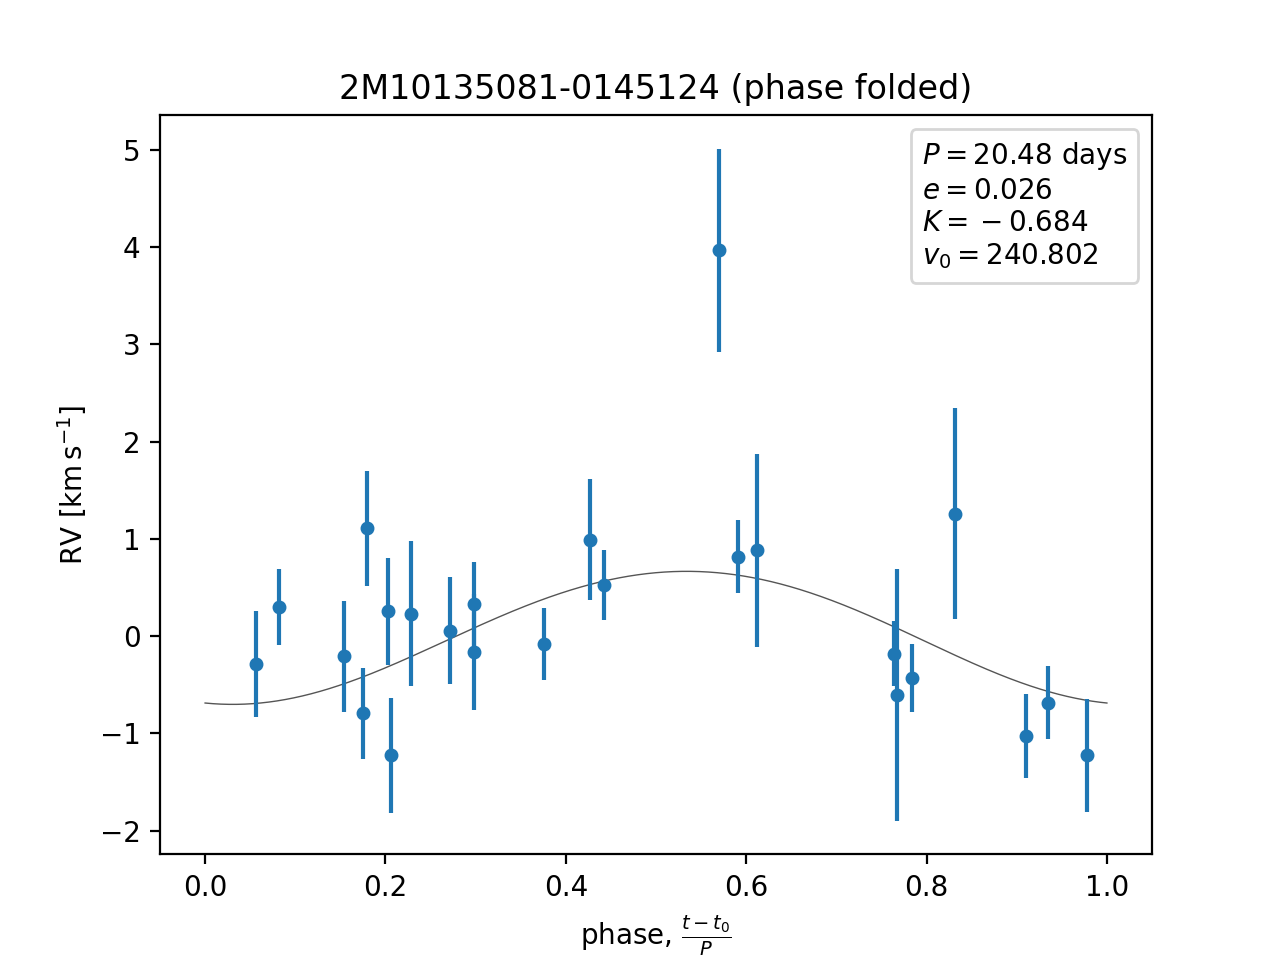 2M10135081-0145124 (phase folded)
P = 20.48 days
e = 0.026
K = −0.684
v₀ = 240.802
5
4
3
2
1
0
−1
−2
RV [km s⁻¹]
0.0 0.2 0.4 0.6 0.8 1.0
phase, (t − t₀)/P